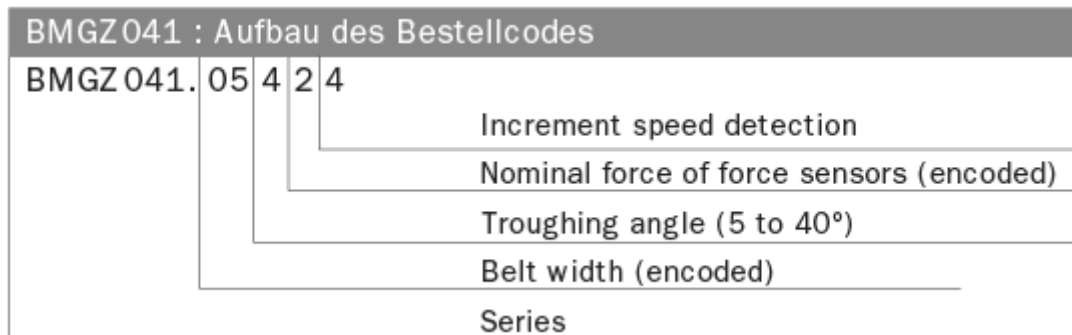 BMGZ041 : Aufbau des Bestellcodes
BMGZ041. 05 4 2 4
Increment speed detection
Nominal force of force sensors (encoded)
Troughing angle (5 to 40°)
Belt width (encoded)
Series